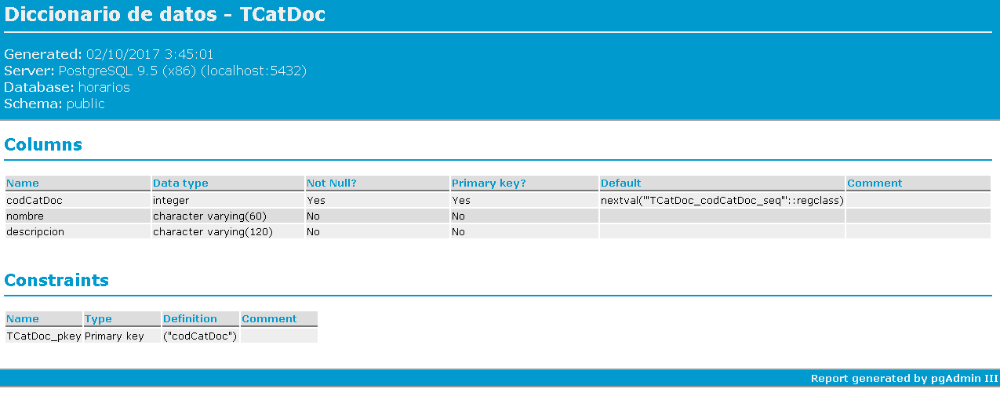 Diccionario de datos - TCatDoc
Generated: 02/10/2017 3:45:01
Server: PostgreSQL 9.5 (x86) (localhost:5432)
Database: horarios
Schema: public
Columns
Name Data type Not Null? Primary key? Default Comment
codCatDoc integer Yes Yes nextval('"TCatDoc_codCatDoc_seq"'::regclass)
nombre character varying(60) No No
descripcion character varying(120) No No
Constraints
Name Type Definition Comment
TCatDoc_pkey Primary key ("codCatDoc")
Report generated by pgAdmin III